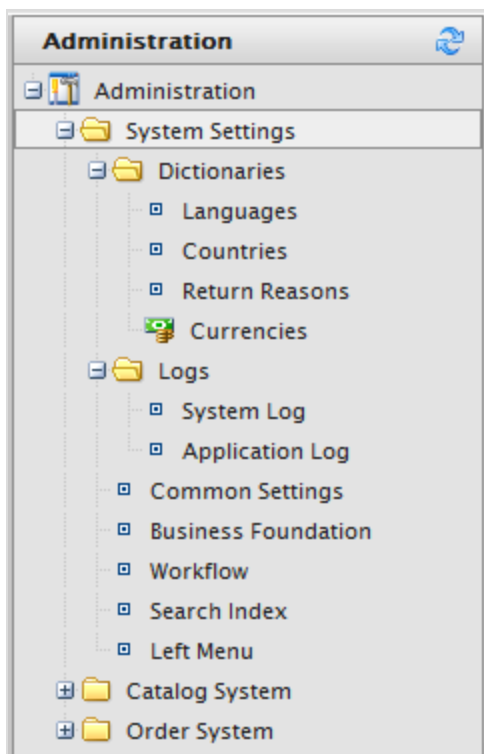 Administration
Administration
System Settings
Dictionaries
Languages
Countries
Return Reasons
Currencies
Logs
System Log
Application Log
Common Settings
Business Foundation
Workflow
Search Index
Left Menu
Catalog System
Order System